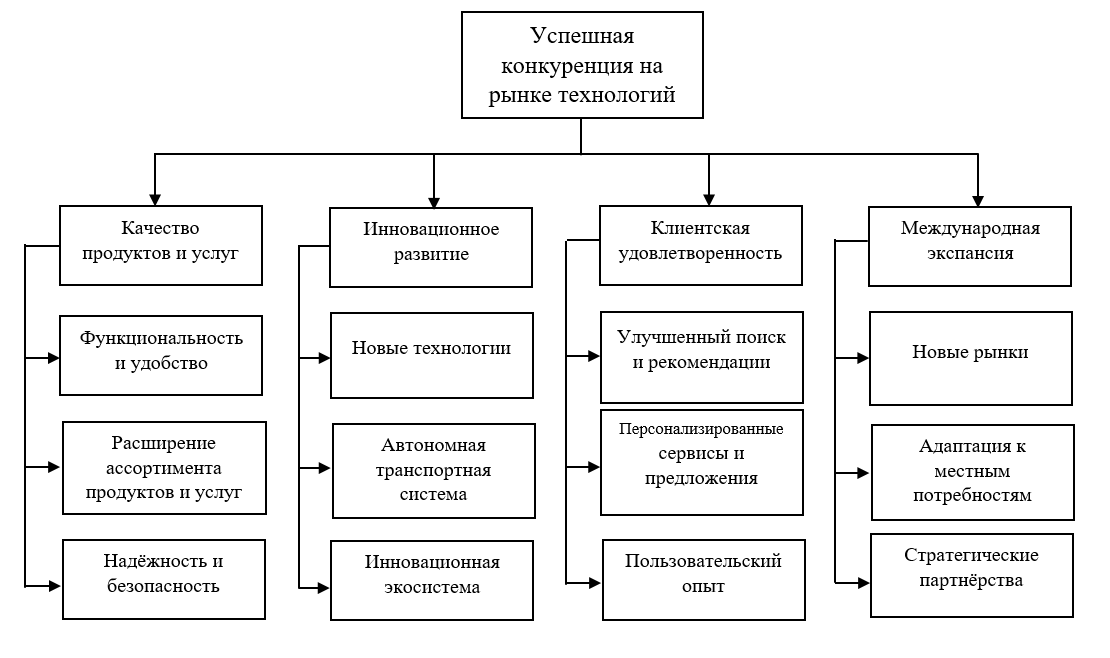 Успешная
конкуренция на
рынке технологий
Качество
продуктов и услуг
Инновационное
развитие
Клиентская
удовлетворенность
Международная
экспансия
Функциональность
и удобство
Новые технологии
Улучшенный поиск
и рекомендации
Новые рынки
Расширение
ассортимента
продуктов и услуг
Автономная
транспортная
система
Персонализированные
сервисы и
предложения
Адаптация к
местным
потребностям
Надёжность и
безопасность
Инновационная
экосистема
Пользовательский
опыт
Стратегические
партнёрства